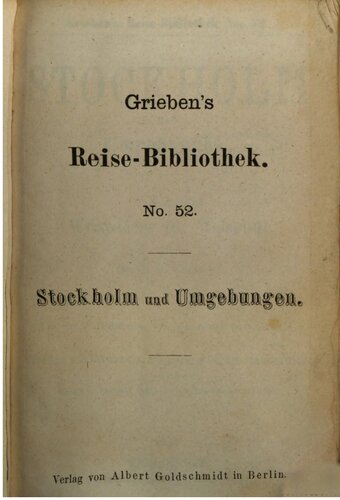 Grieben's
Reise-Bibliothek.
No. 52.
Stockholm und Umgebungen.
Verlag von Albert Goldschmidt in Berlin.